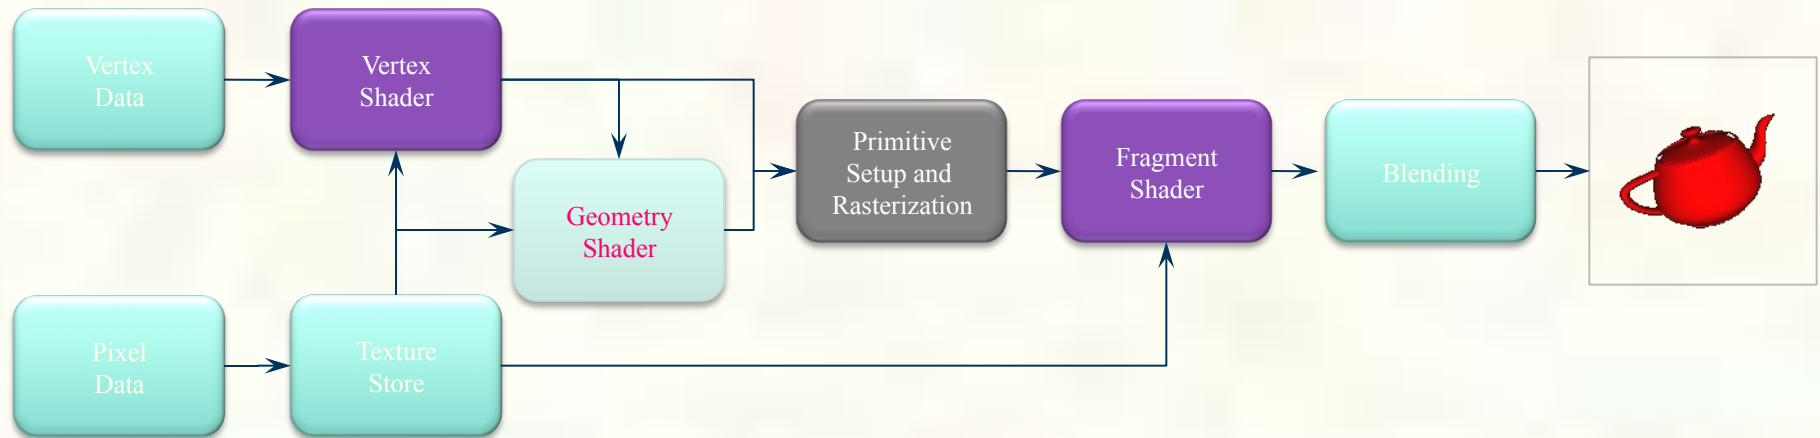 Vertex
Data
Vertex
Shader
Geometry
Shader
Primitive
Setup and
Rasterization
Fragment
Shader
Blending
Pixel
Data
Texture
Store